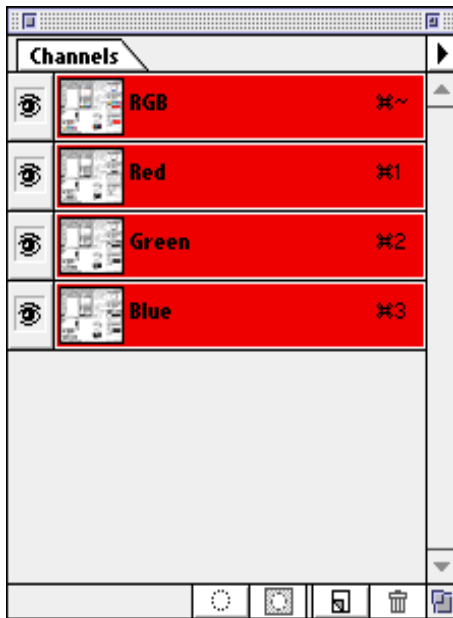 Channels
RGB ⌘~
Red ⌘1
Green ⌘2
Blue ⌘3